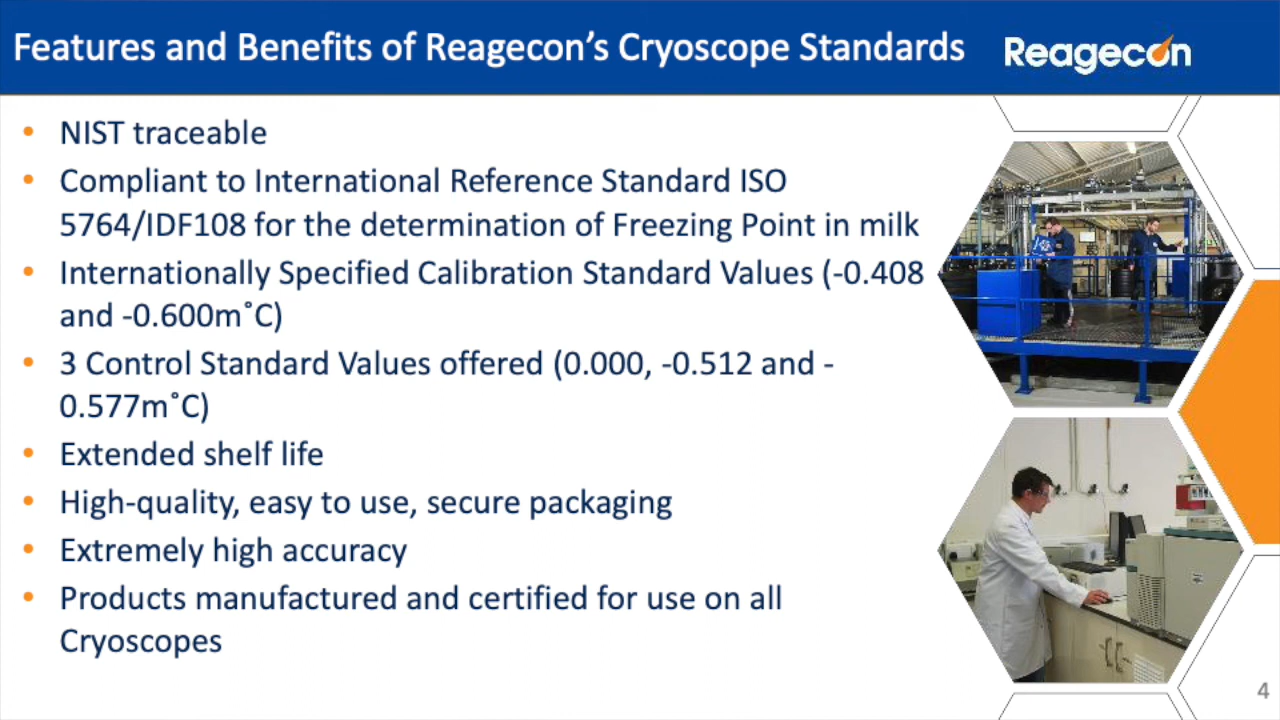 Features and Benefits of Reagecon’s Cryoscope Standards
Reagecon
• NIST traceable
• Compliant to International Reference Standard ISO
5764/IDF108 for the determination of Freezing Point in milk
• Internationally Specified Calibration Standard Values (-0.408
and -0.600m˚C)
• 3 Control Standard Values offered (0.000, -0.512 and -
0.577m˚C)
• Extended shelf life
• High-quality, easy to use, secure packaging
• Extremely high accuracy
• Products manufactured and certified for use on all
Cryoscopes
4